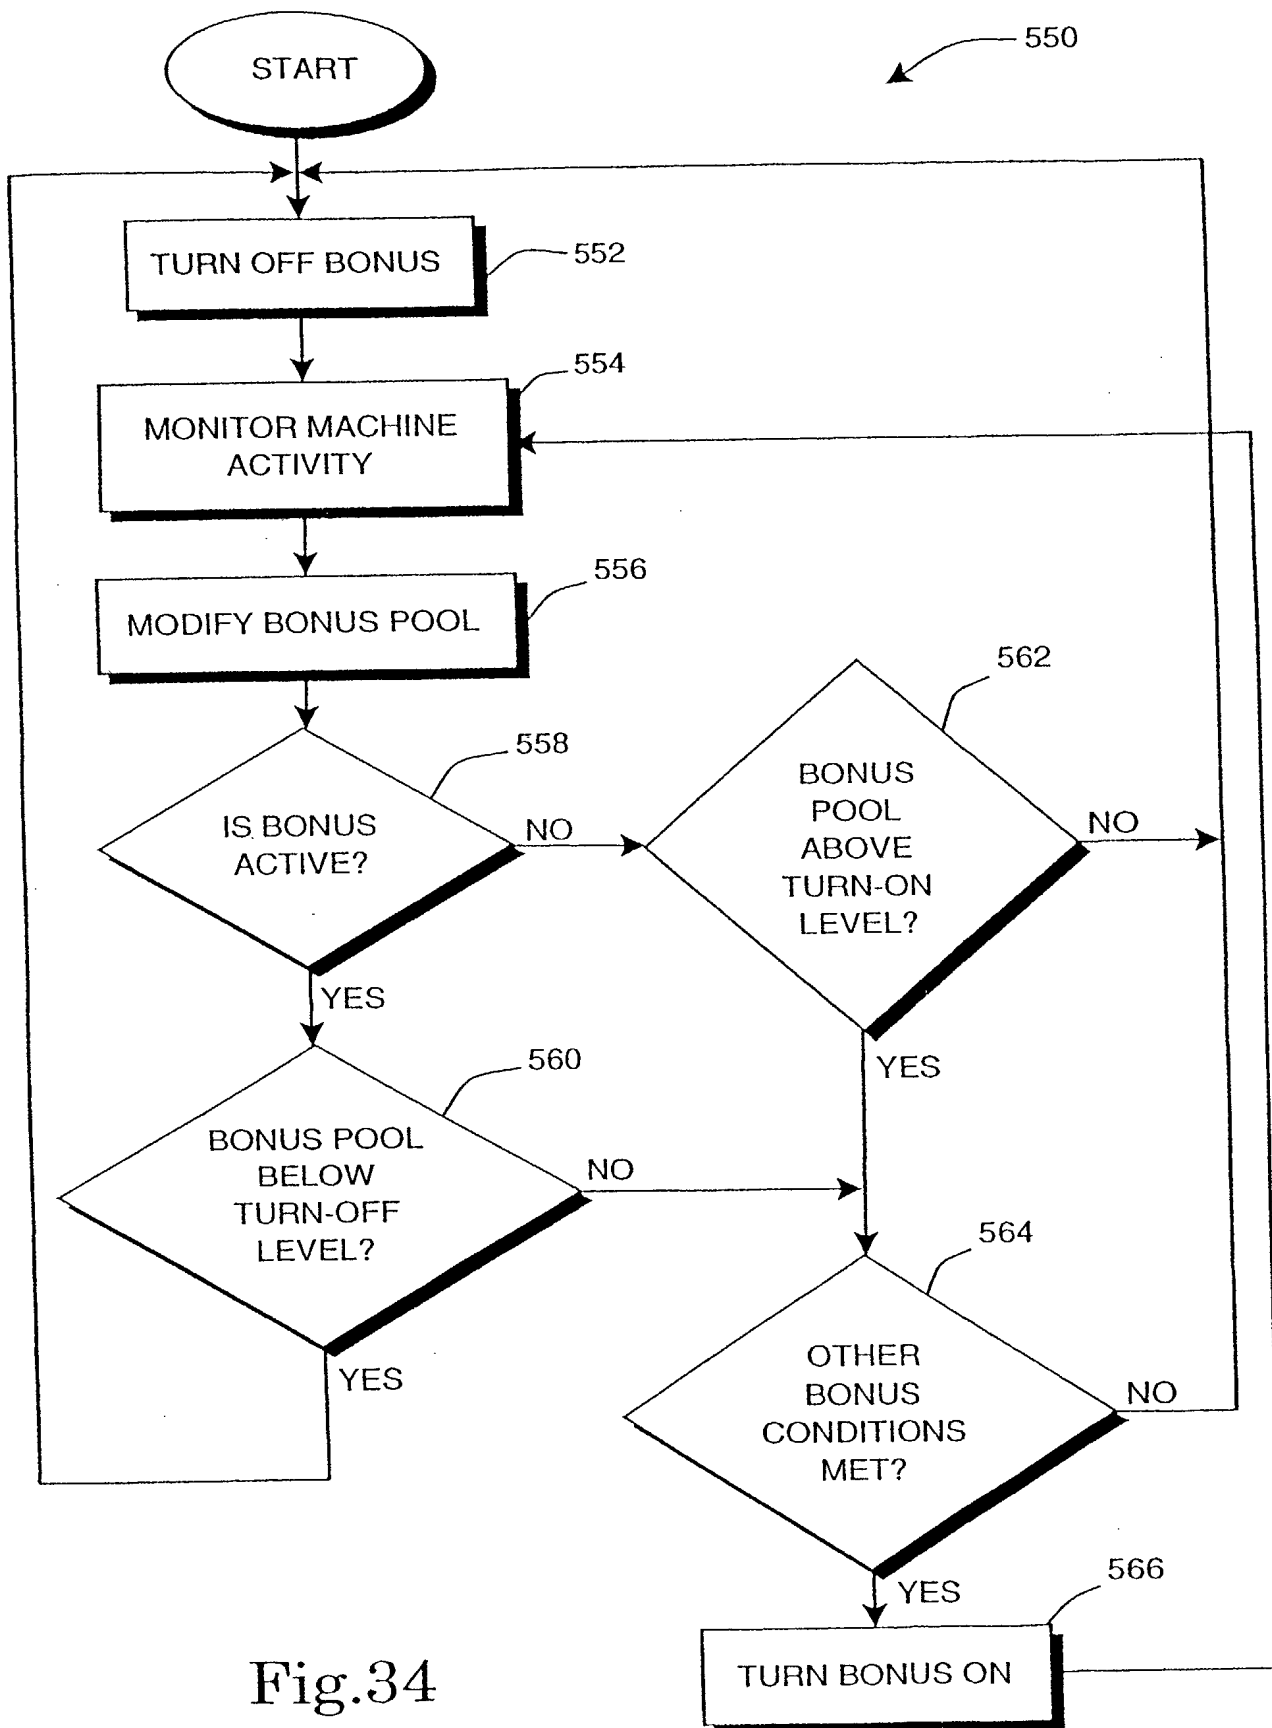 START
550
TURN OFF BONUS
552
554
MONITOR MACHINE
ACTIVITY
556
MODIFY BONUS POOL
562
558
BONUS
POOL
ABOVE
TURN-ON
LEVEL?
NO
IS BONUS
ACTIVE?
NO
YES
560
YES
BONUS POOL
BELOW
TURN-OFF
LEVEL?
NO
564
YES
OTHER
BONUS
CONDITIONS
MET?
NO
YES
566
TURN BONUS ON
Fig.34